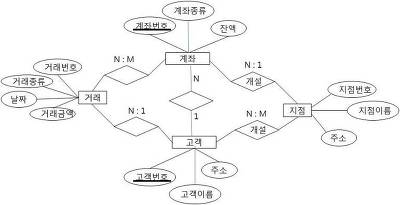 계좌종류
계좌번호
잔액
거래번호
N : M
계좌
N : 1
거래종류
개설
지점번호
날짜
거래
N
지점
지점이름
거래금액
N : 1
1
N : M
개설
주소
고객
고객번호
주소
고객이름